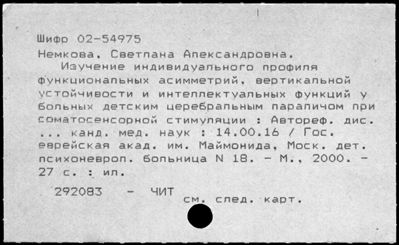 Шифр 02-54975
Немкова, Светлана Александровна.
Изучение индивидуального профиля
функциональных асимметрий, вертикальной
устойчивости и интеллектуальных функций у
больных детским церебральным параличом при
соматосенсорной стимуляции : Автореф. дис.
... канд. мед. наук : 14.00.16 / Гос.
еврейская акад. им. Маймонида, Моск. дет.
психоневрол. больница N 18. - М., 2000. -
27 с. : ил.
292083 - ЧИТ
см. след. карт.